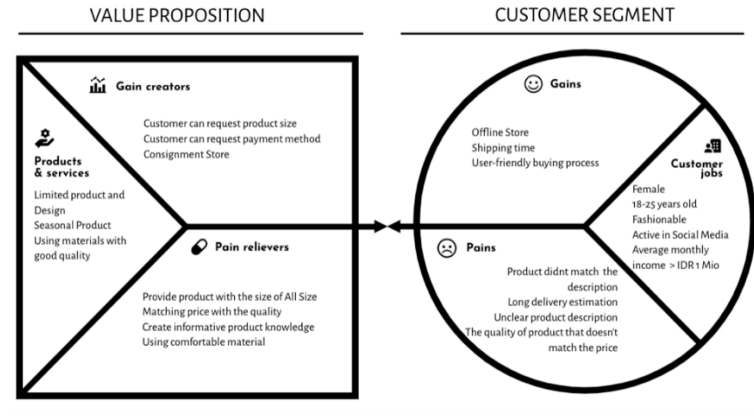 VALUE PROPOSITION
Gain creators
Customer can request product size
Customer can request payment method
Consignment Store
Products
& services
Limited product and
Design
Seasonal Product
Using materials with
good quality
Pain relievers
Provide product with the size of All Size
Matching price with the quality
Create informative product knowledge
Using comfortable material
CUSTOMER SEGMENT
Gains
Offline Store
Shipping time
User-friendly buying process
Customer
jobs
Female
18-25 years old
Fashionable
Active in Social Media
Average monthly
income > IDR 1 Mio
Pains
Product didnt match the
description
Long delivery estimation
Unclear product description
The quality of product that doesn't
match the price